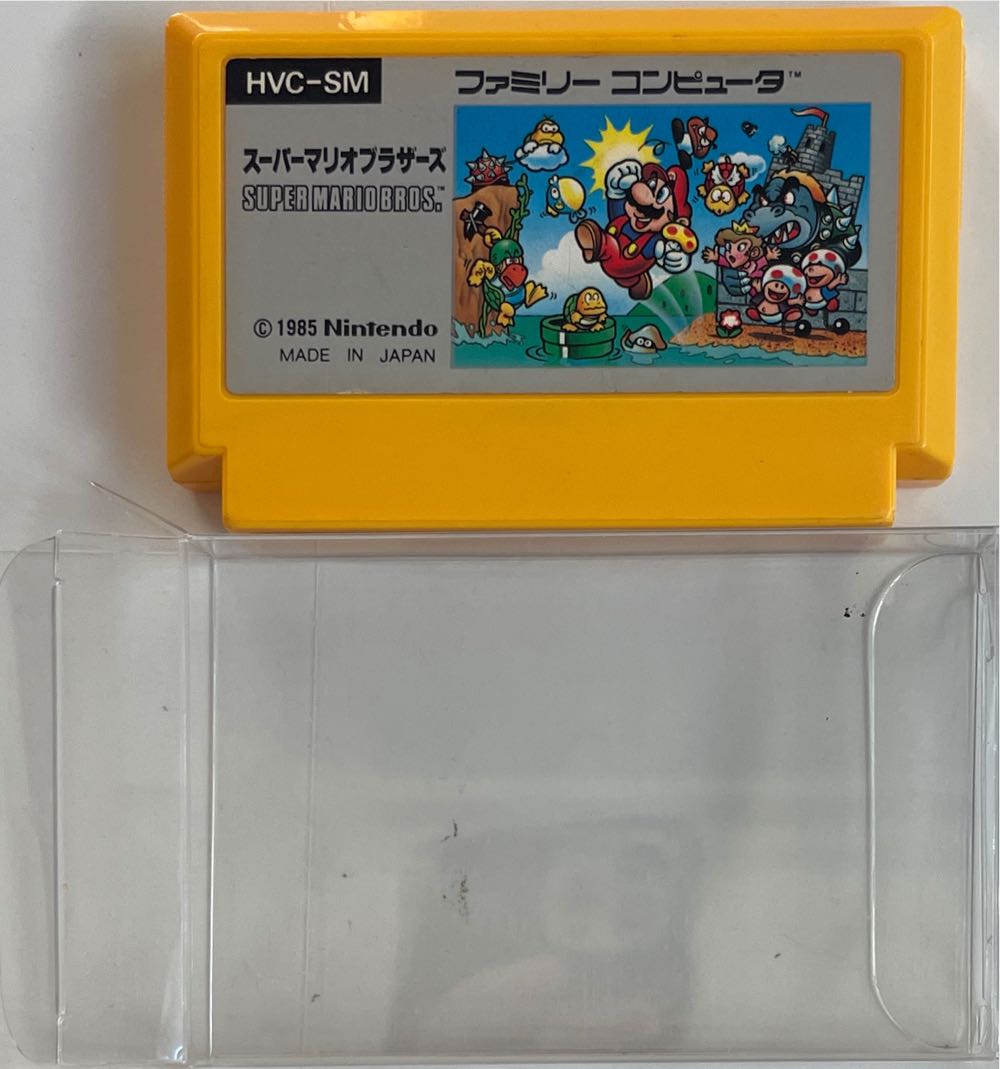 HVC-SM
ファミリー コンピュータ™
スーパーマリオブラザーズ
SUPER MARIO BROS.™
© 1985 Nintendo
MADE IN JAPAN